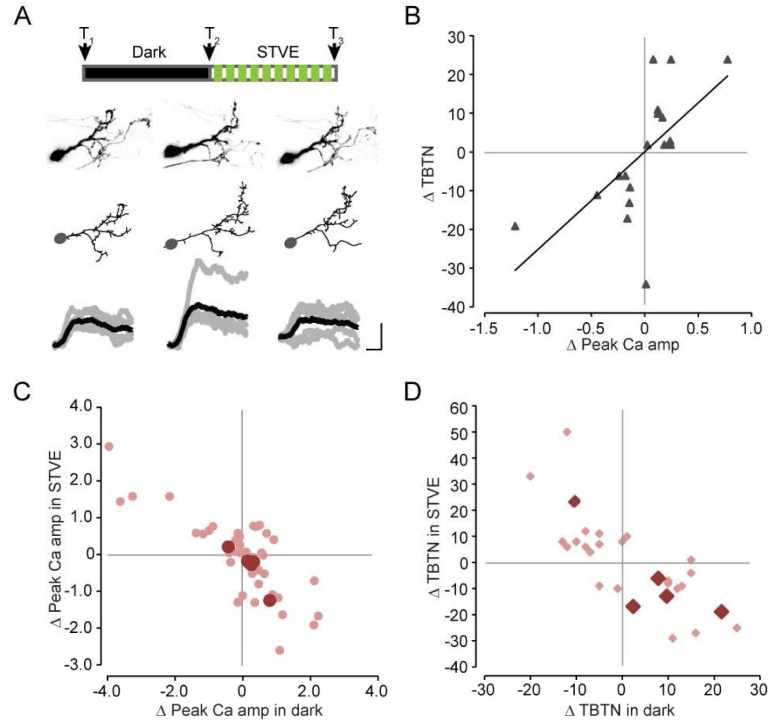 A
T1 T2 T3
Dark STVE
B
Δ TBTN
30
20
10
0
-10
-20
-30
-40
-1.5 -1.0 -0.5 0 0.5 1.0
Δ Peak Ca amp
C
Δ Peak Ca amp in STVE
4.0
3.0
2.0
1.0
0
-1.0
-2.0
-3.0
-4.0 -2.0 0 2.0 4.0
Δ Peak Ca amp in dark
D
Δ TBTN in STVE
60
50
40
30
20
10
0
-10
-20
-30
-40
-30 -20 -10 0 10 20 30
Δ TBTN in dark